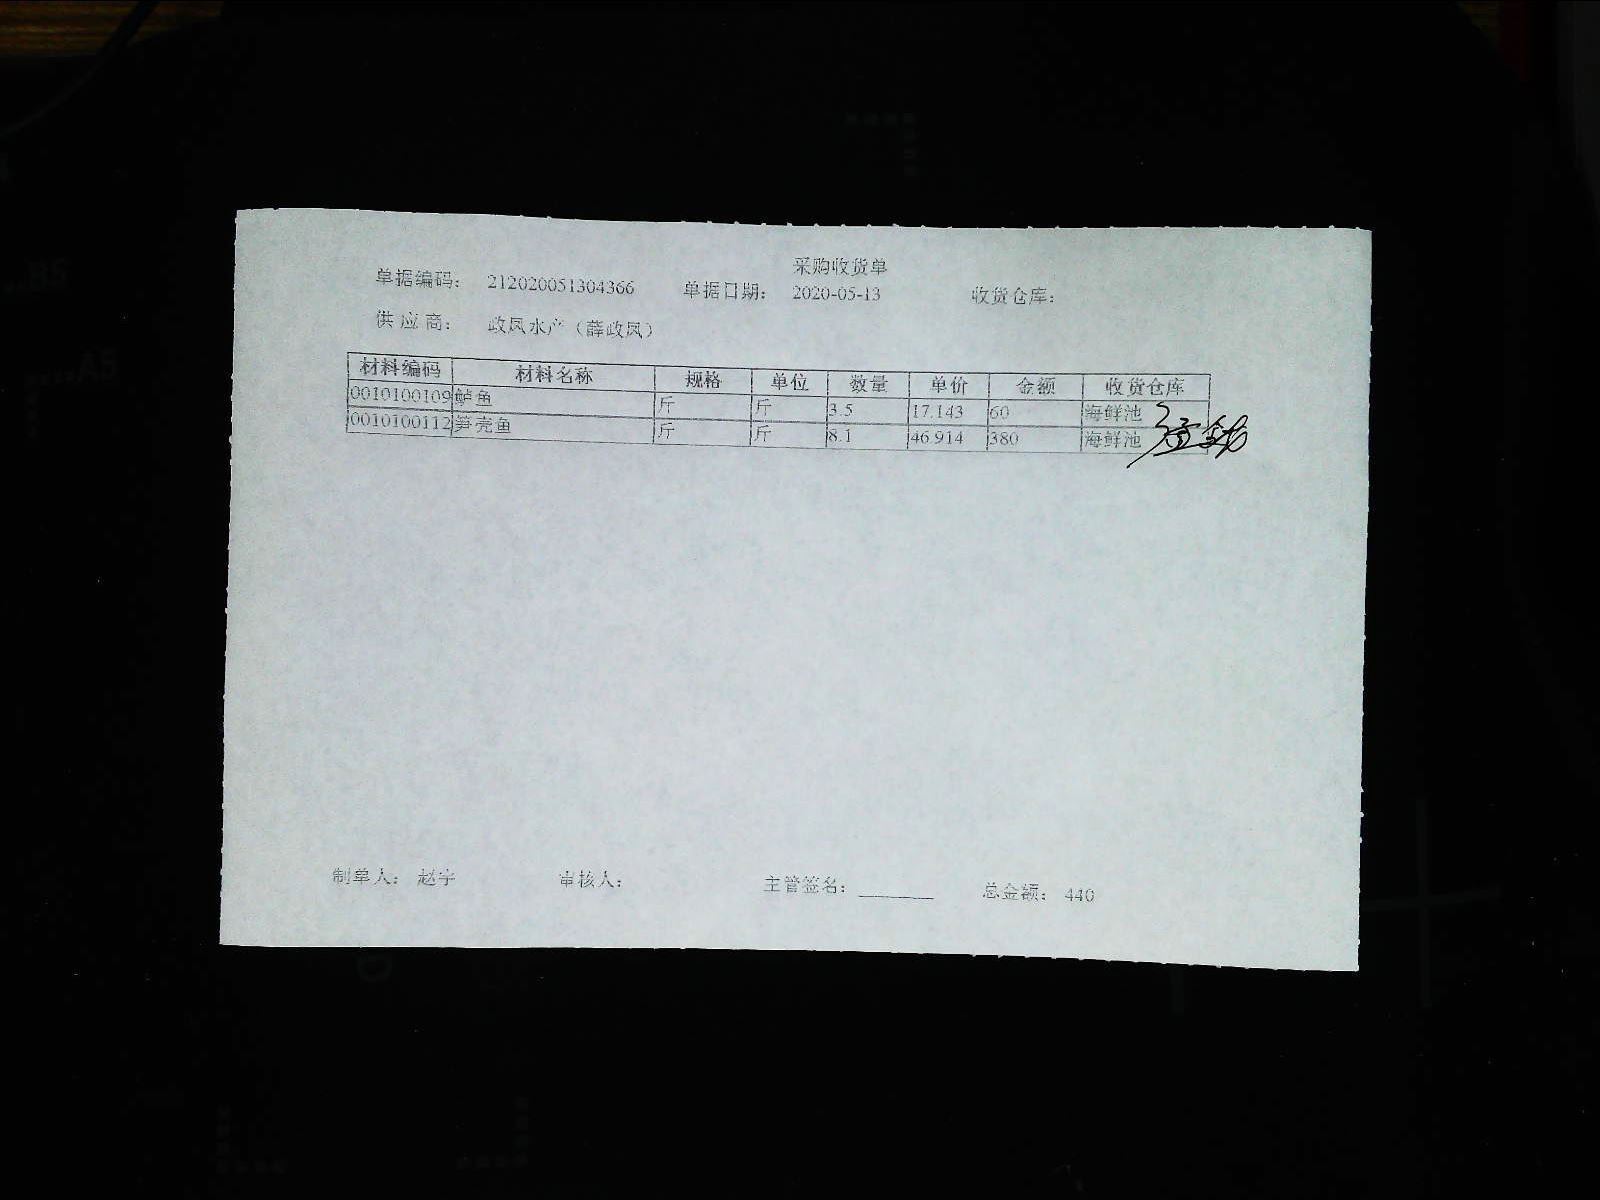 采购收货单
单据编码： 212020051304366 单据日期： 2020-05-13 收货仓库：
供 应 商： 政凤水产（薛政凤）
材料编码 材料名称 规格 单位 数量 单价 金额 收货仓库
0010100109 鲈鱼 斤 斤 3.5 17.143 60 海鲜池
0010100112 笋壳鱼 斤 斤 8.1 46.914 380 海鲜池
制单人： 赵宇 审核人： 主管签名： 总金额： 440